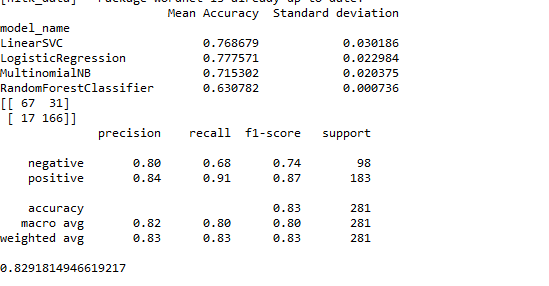 [nltk_data]   Package wordnet is already up-to-date!
Mean Accuracy  Standard deviation
model_name
LinearSVC                     0.768679            0.030186
LogisticRegression            0.777571            0.022984
MultinomialNB                 0.715302            0.020375
RandomForestClassifier        0.630782            0.000736
[[ 67  31]
 [ 17 166]]
              precision    recall  f1-score   support
    negative       0.80      0.68      0.74        98
    positive       0.84      0.91      0.87       183
    accuracy                           0.83       281
   macro avg       0.82      0.80      0.80       281
weighted avg       0.83      0.83      0.83       281
0.8291814946619217